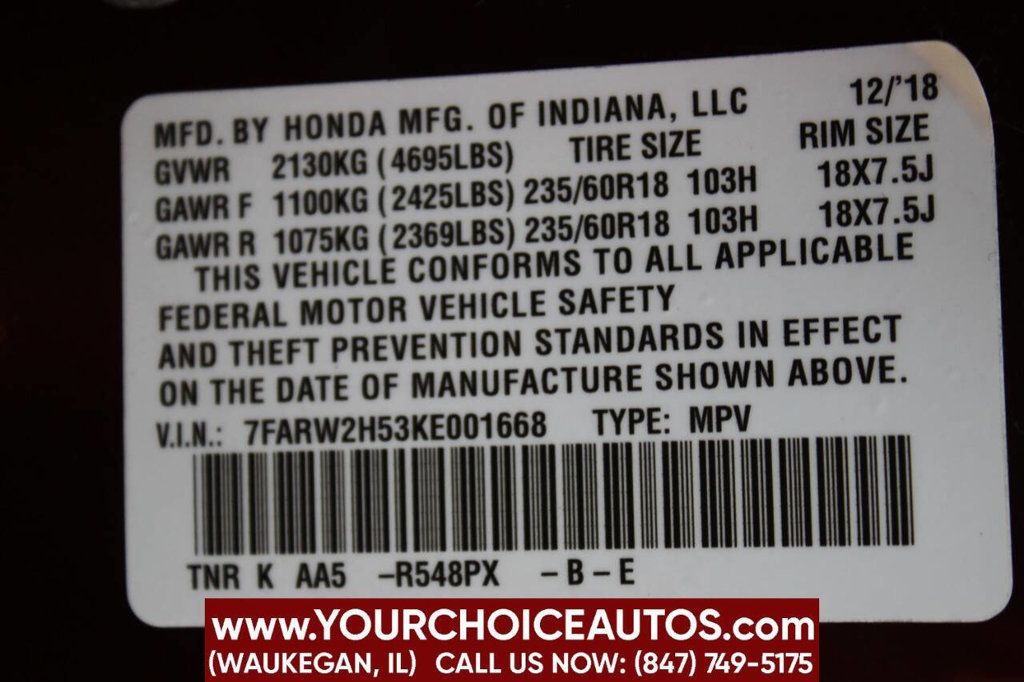 MFD. BY HONDA MFG. OF INDIANA, LLC 12/'18
GVWR 2130KG (4695LBS) TIRE SIZE RIM SIZE
GAWR F 1100KG (2425LBS) 235/60R18 103H 18X7.5J
GAWR R 1075KG (2369LBS) 235/60R18 103H 18X7.5J
THIS VEHICLE CONFORMS TO ALL APPLICABLE
FEDERAL MOTOR VEHICLE SAFETY
AND THEFT PREVENTION STANDARDS IN EFFECT
ON THE DATE OF MANUFACTURE SHOWN ABOVE.
V.I.N.: 7FARW2H53KE001668 TYPE: MPV
TNR K AA5 -R548PX -B-E
www.YOURCHOICEAUTOS.com
(WAUKEGAN, IL) CALL US NOW: (847) 749-5175